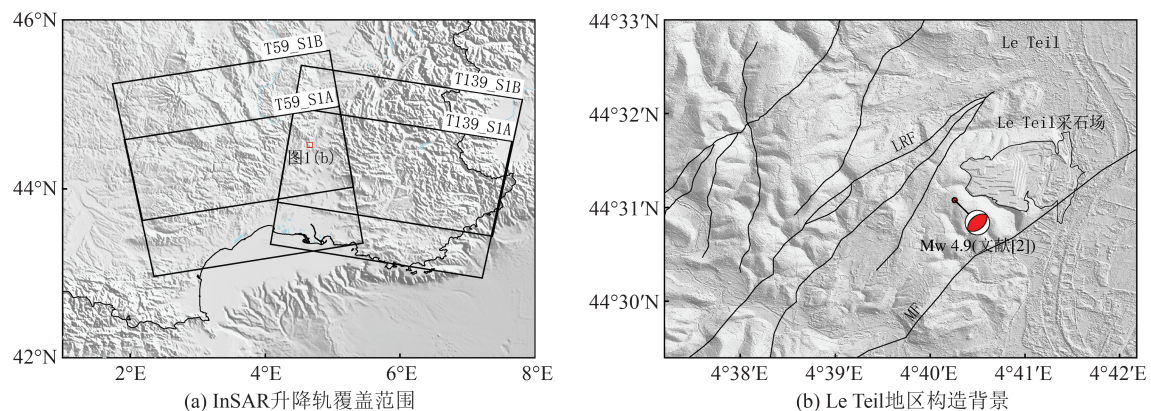 46°N
44°N
42°N
2°E
4°E
6°E
8°E
T59_S1B
T59_S1A
T139_S1B
T139_S1A
图1(b)
(a) InSAR升降轨覆盖范围
44°33′N
44°32′N
44°31′N
44°30′N
4°38′E
4°39′E
4°40′E
4°41′E
4°42′E
Le Teil
Le Teil采石场
LRF
Mw 4.9(文献[2])
MF
(b) Le Teil地区构造背景